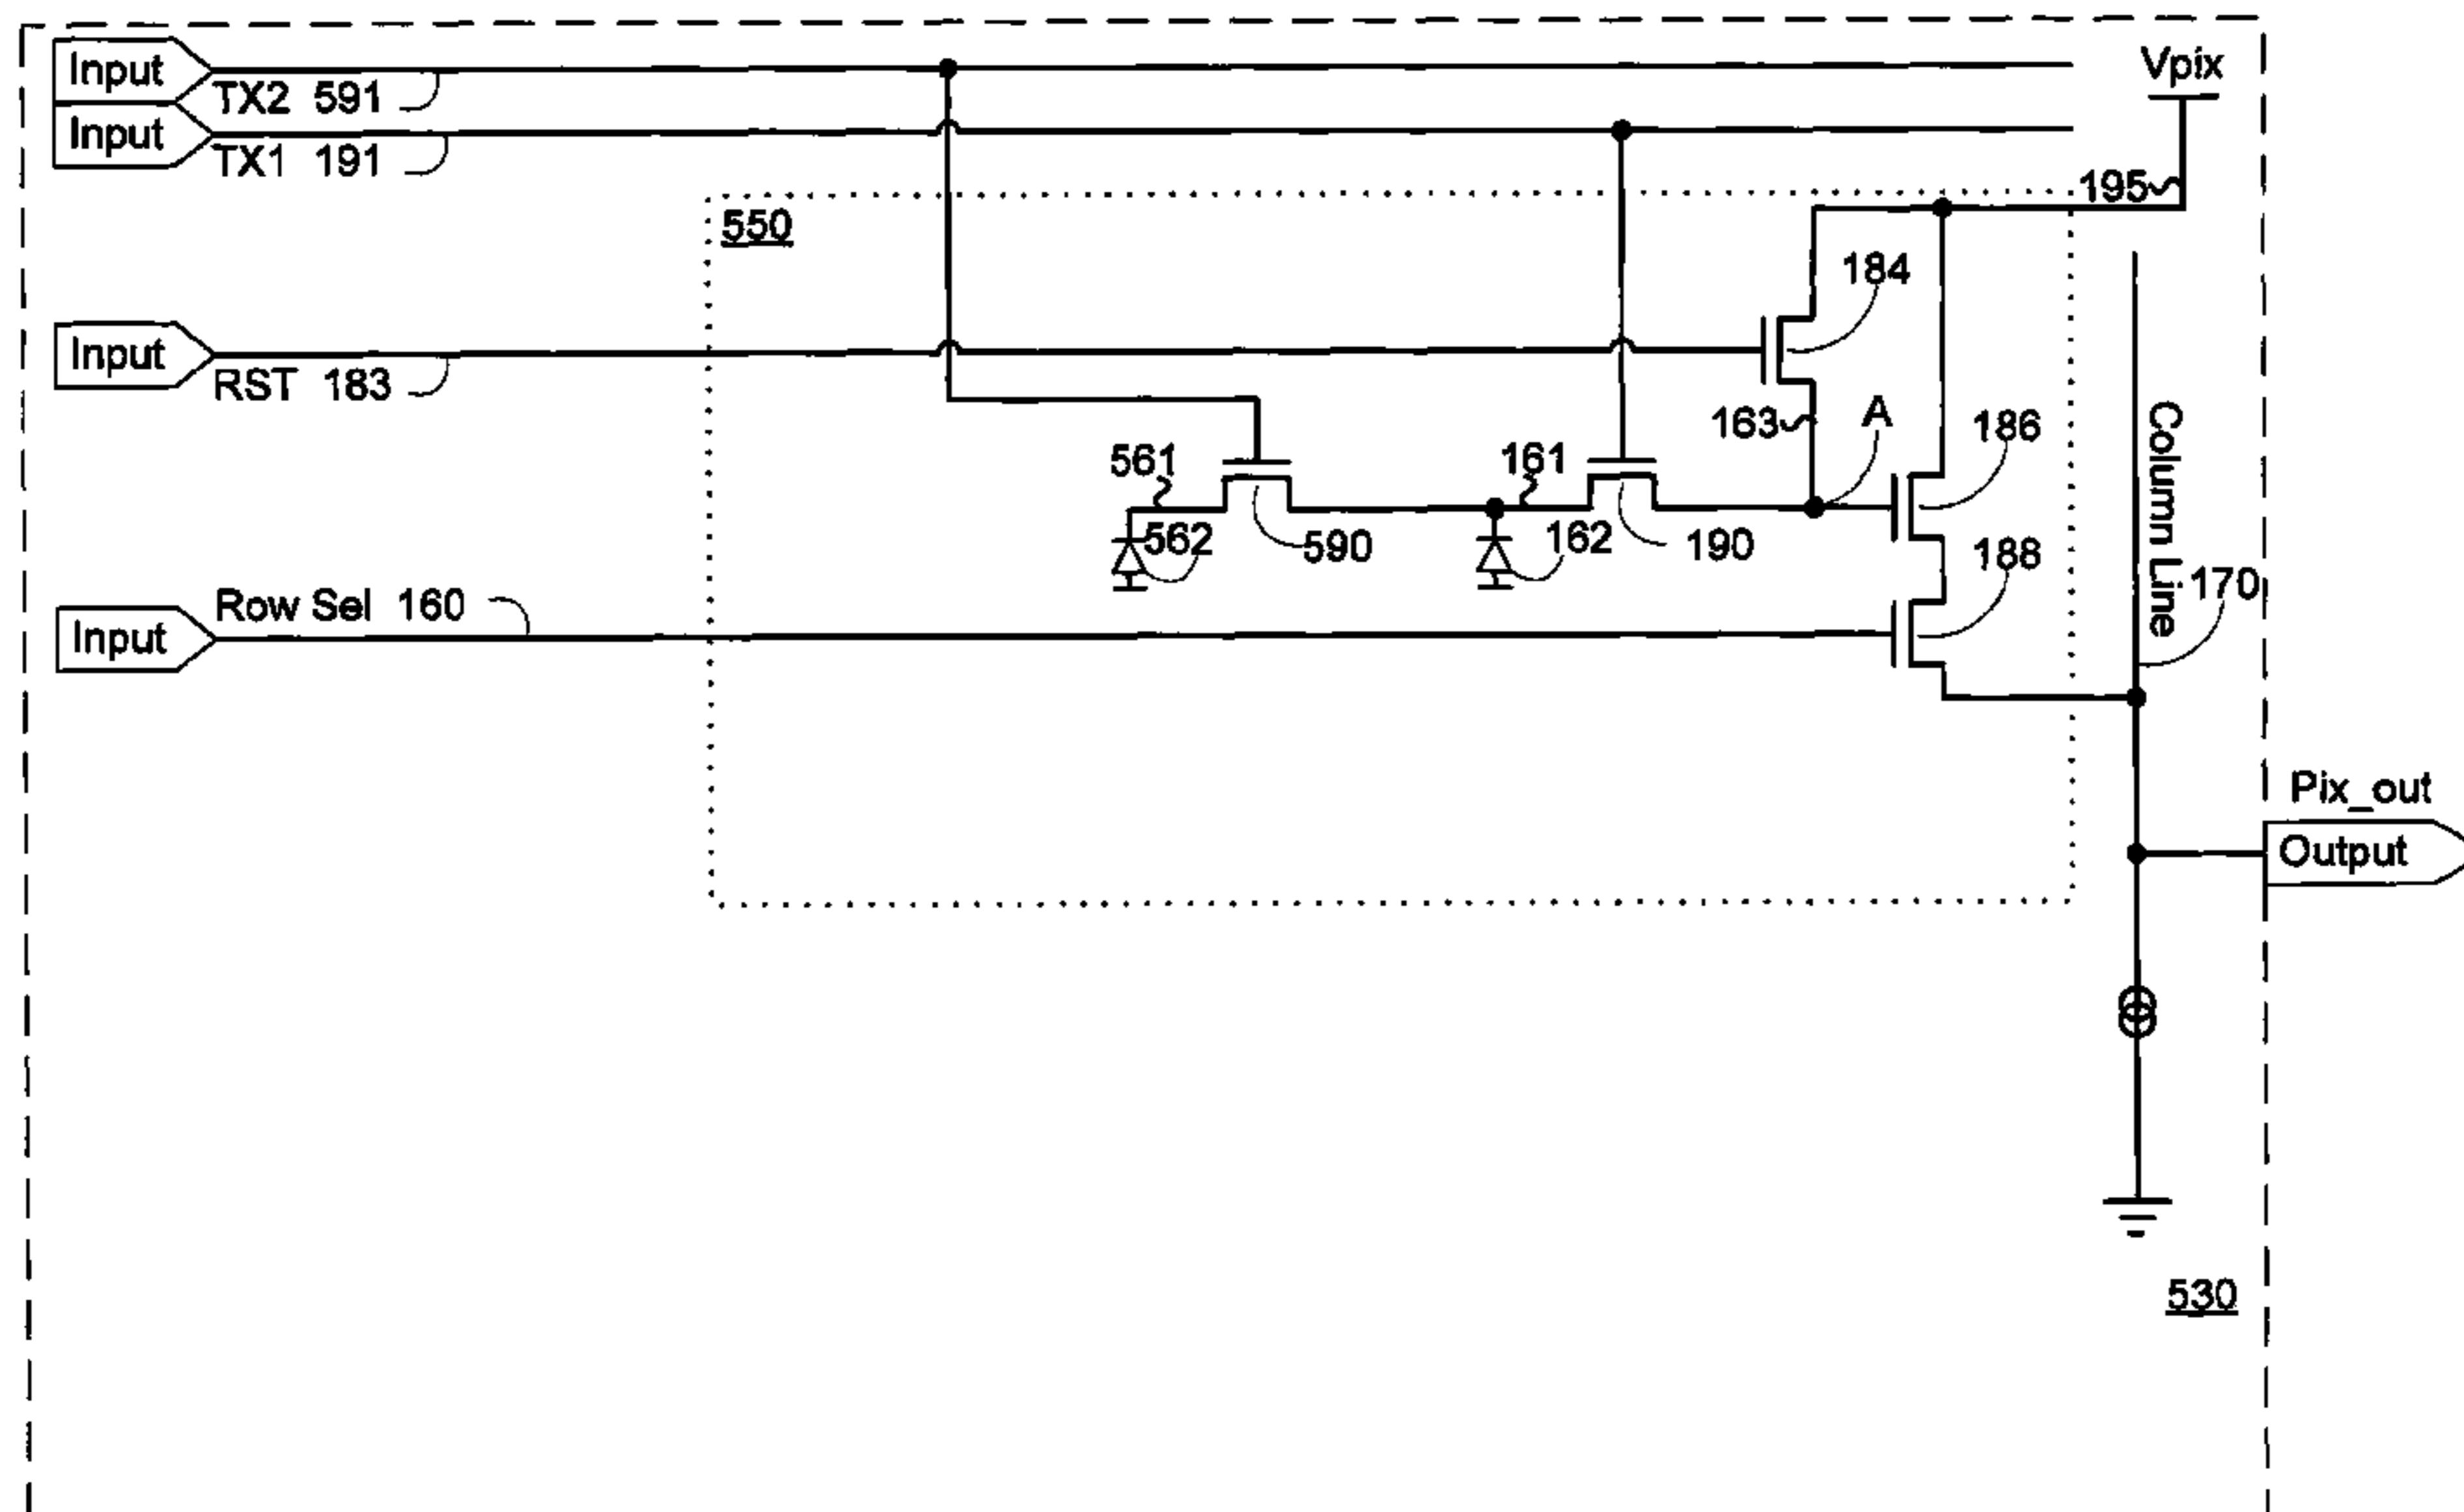 Input
TX2 591
Input
TX1 191
Vpix
195
550
184
Input
RST 183
163
A
186
561
161
562
590
162
190
188
Column Line
170
Row Sel 160
Input
Pix_out
Output
530